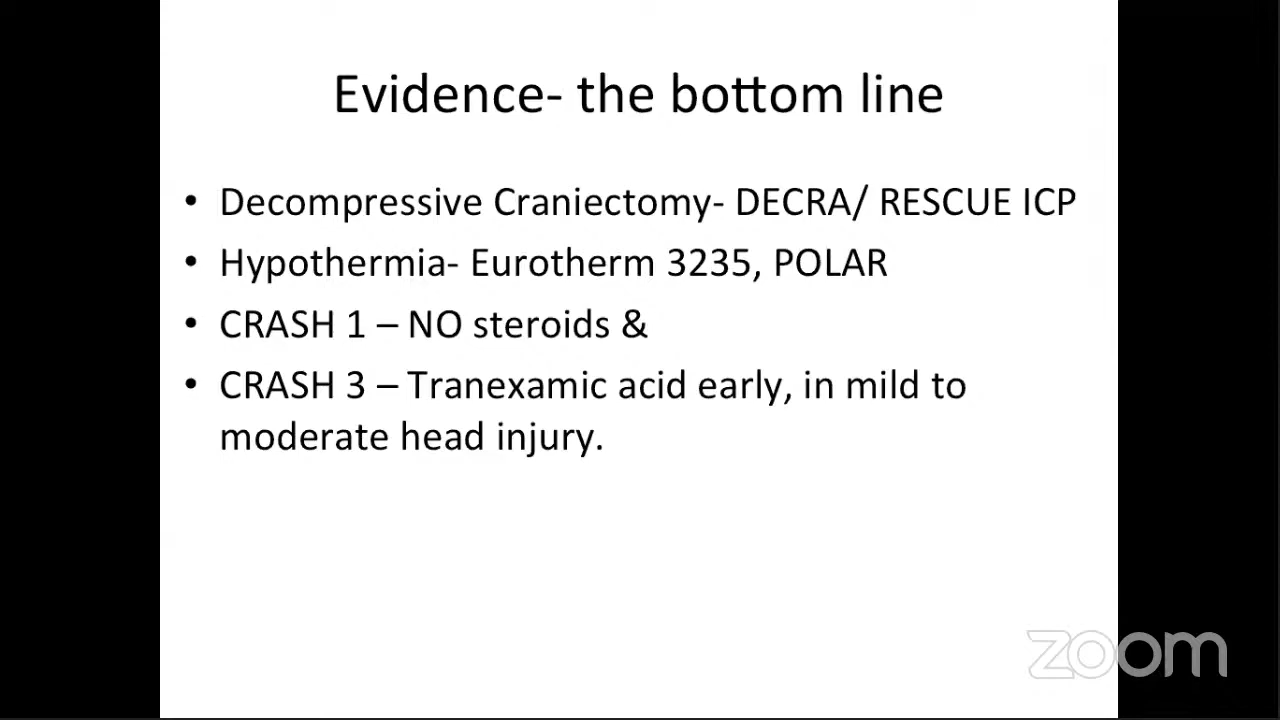 Evidence- the bottom line
• Decompressive Craniectomy- DECRA/ RESCUE ICP
• Hypothermia- Eurotherm 3235, POLAR
• CRASH 1 – NO steroids &
• CRASH 3 – Tranexamic acid early, in mild to
moderate head injury.
zoom